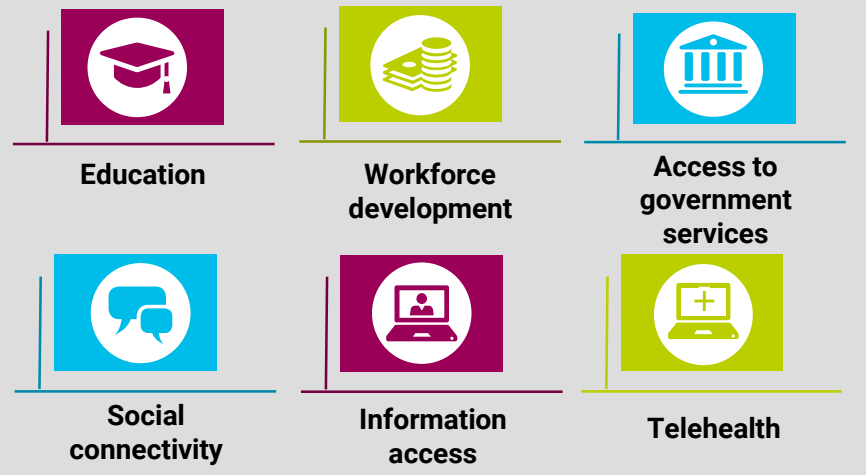 Education
Workforce
development
Access to
government
services
Social
connectivity
Information
access
Telehealth